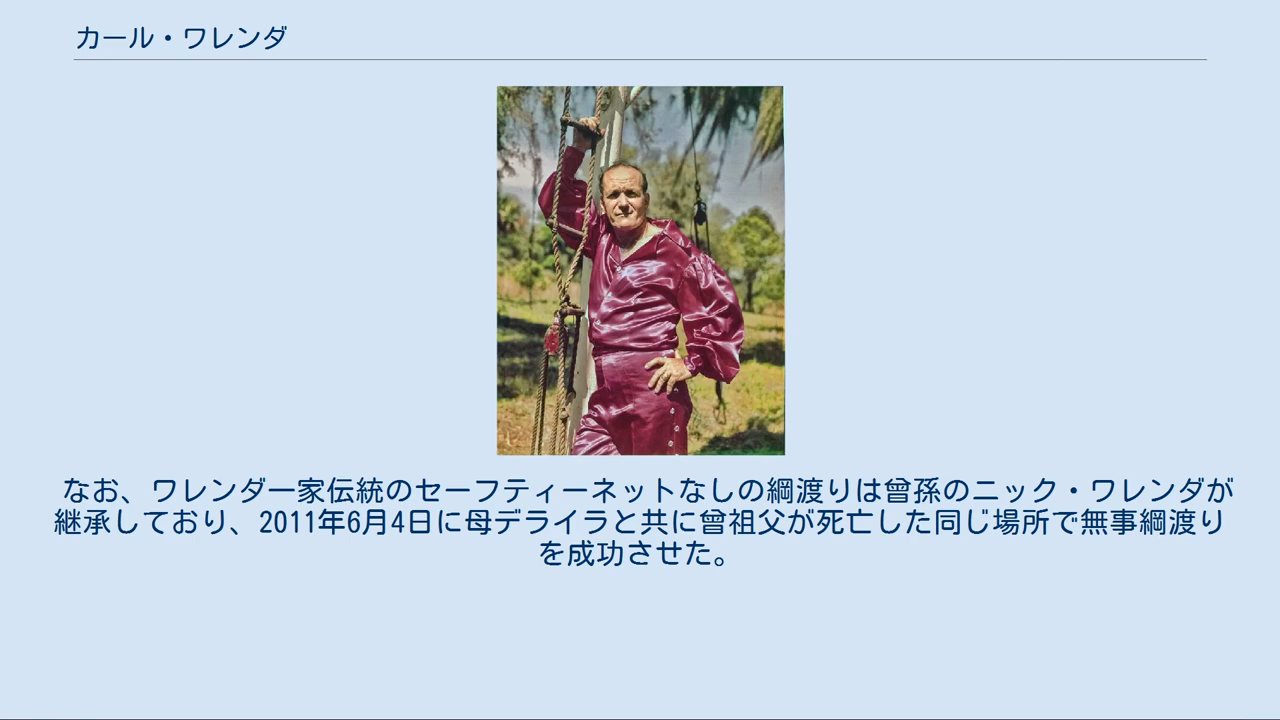 カール・ワレンダ
なお、ワレンダ一家伝統のセーフティーネットなしの綱渡りは曾孫のニック・ワレンダが
継承しており、2011年6月4日に母デライラと共に曾祖父が死亡した同じ場所で無事綱渡り
を成功させた。